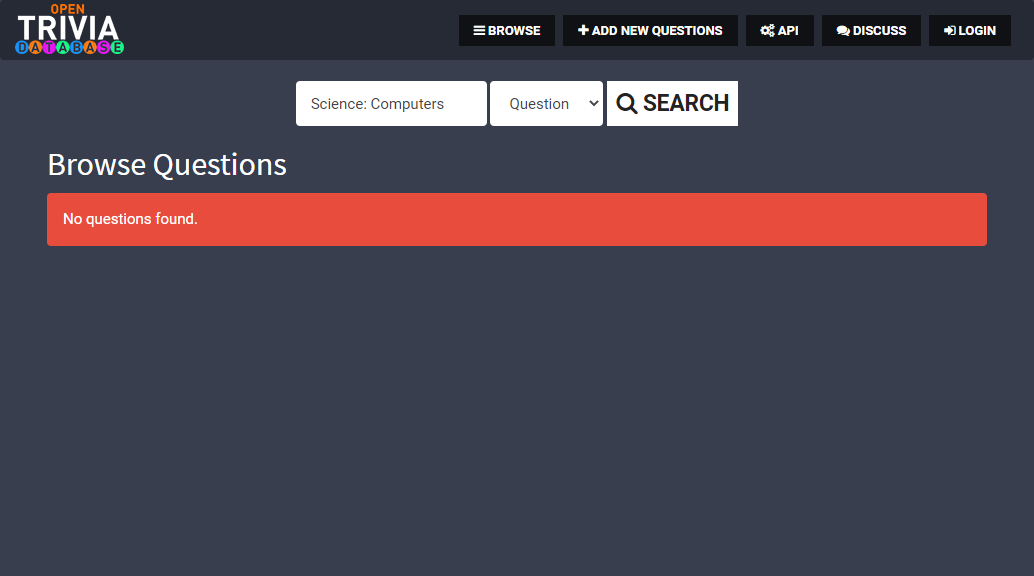 OPEN
TRIVIA
DATABASE
BROWSE
ADD NEW QUESTIONS
API
DISCUSS
LOGIN
Science: Computers
Question
SEARCH
Browse Questions
No questions found.